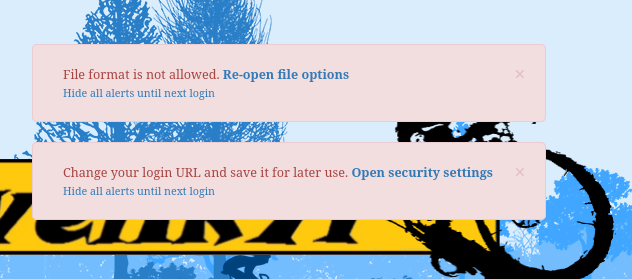 File format is not allowed. Re-open file options
×
Hide all alerts until next login
Change your login URL and save it for later use. Open security settings
×
Hide all alerts until next login